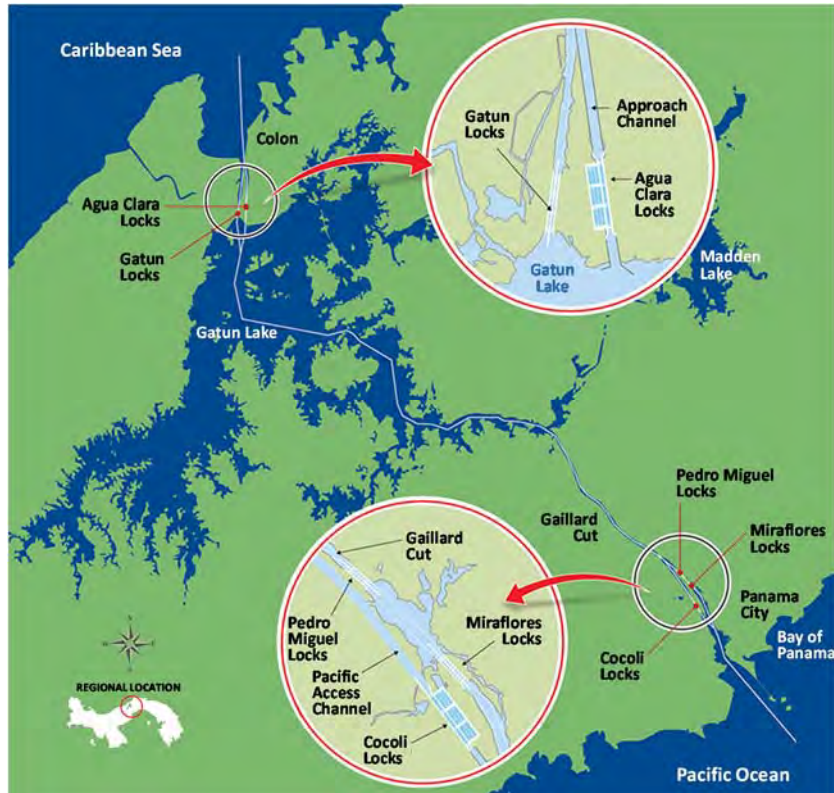 Caribbean Sea
Colon
Agua Clara
Locks
Gatun
Locks
Gatun Lake
Gatun
Locks
Approach
Channel
Agua
Clara
Locks
Gatun
Lake
Madden
Lake
Pedro Miguel
Locks
Gaillard
Cut
Miraflores
Locks
Panama
City
Bay of
Panama
Cocoli
Locks
Gaillard
Cut
Pedro
Miguel
Locks
Miraflores
Locks
Pacific
Access
Channel
Cocoli
Locks
REGIONAL LOCATION
Pacific Ocean